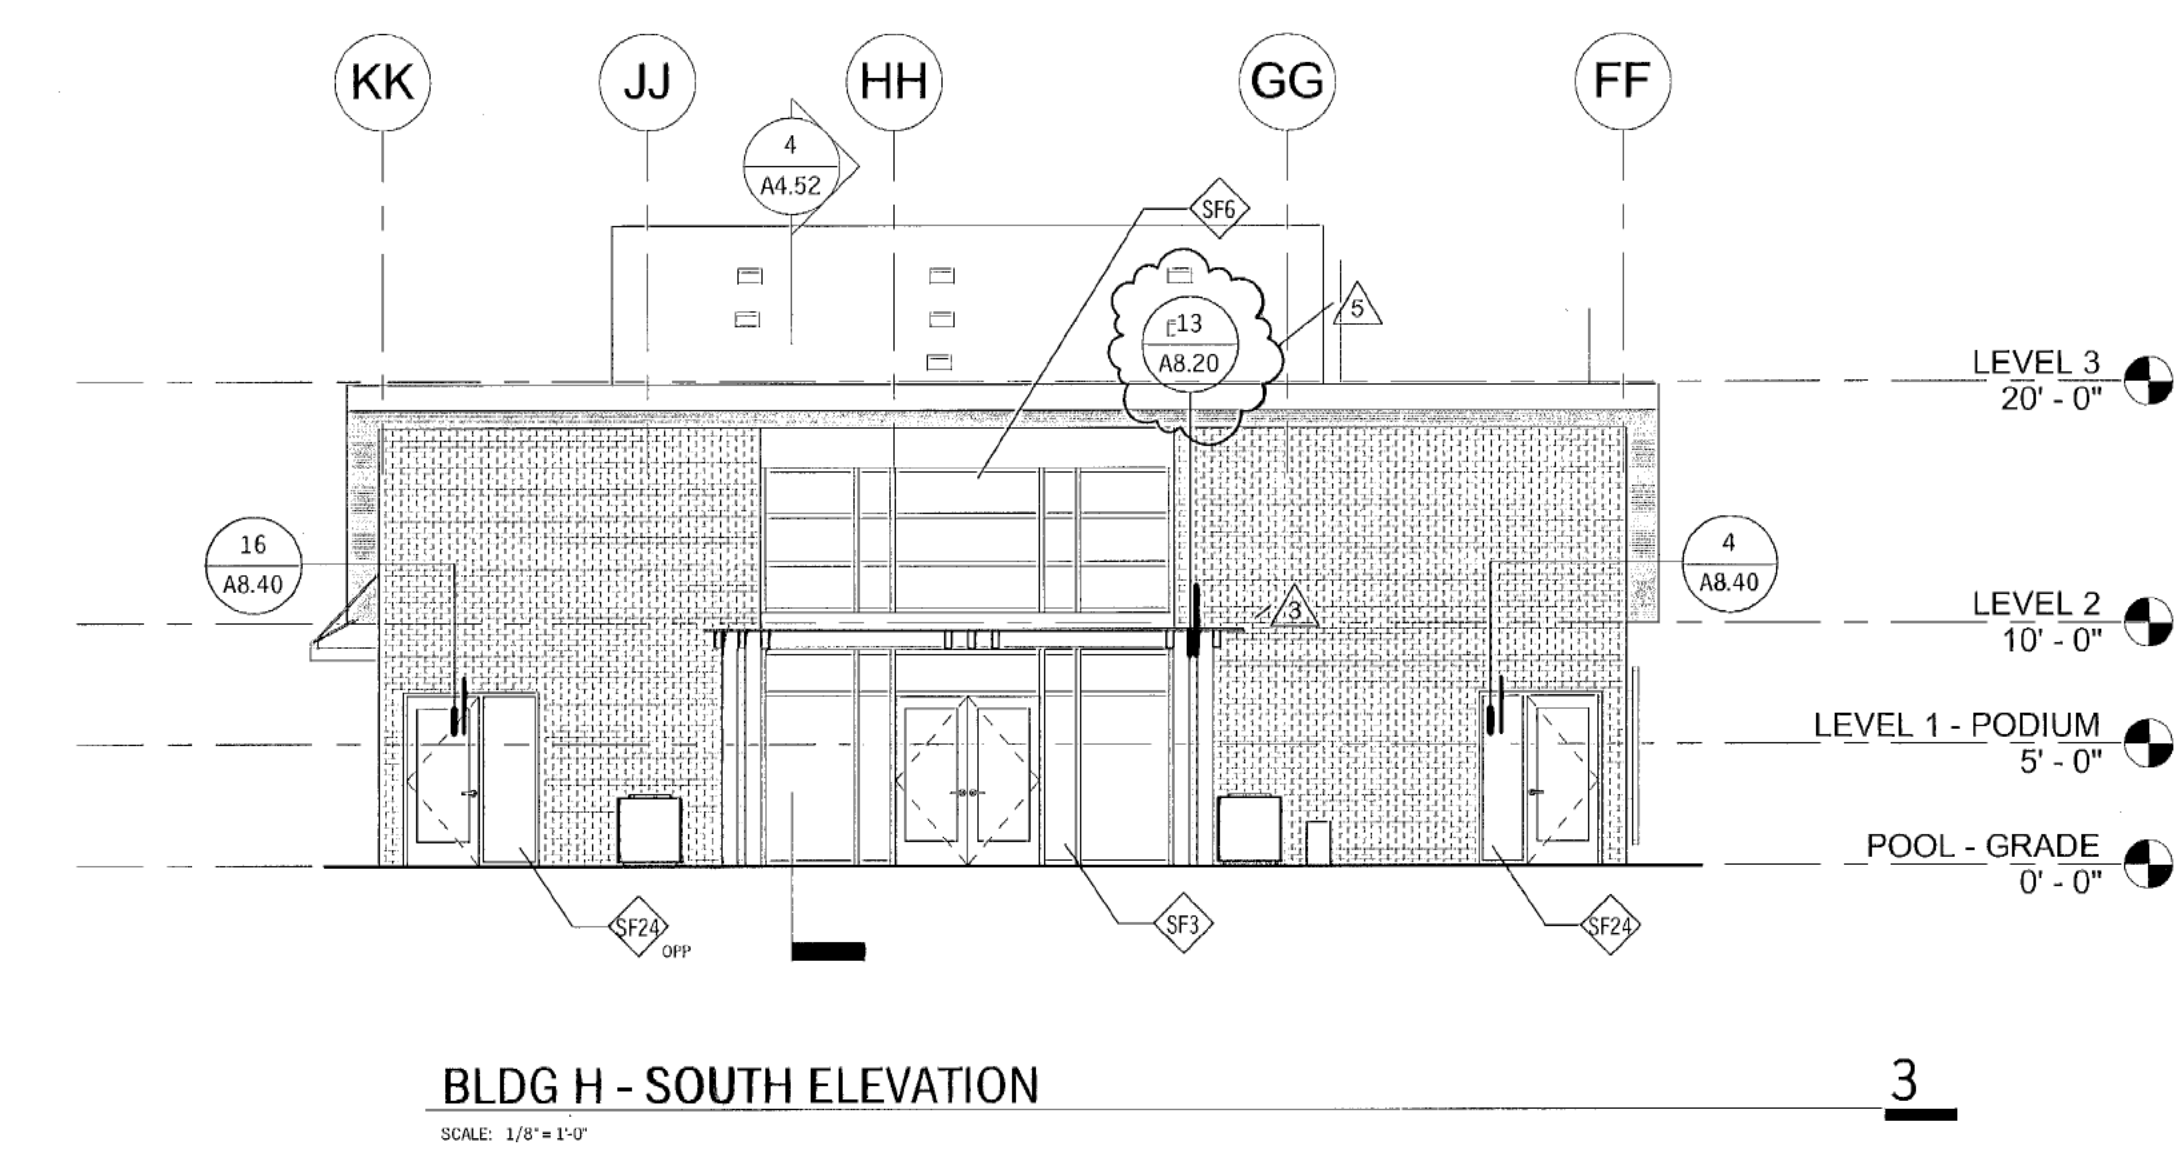 KK
JJ
HH
GG
FF
4
A4.52
SF6
5
13
A8.20
LEVEL 3
20' - 0"
16
A8.40
4
A8.40
3
LEVEL 2
10' - 0"
LEVEL 1 - PODIUM
5' - 0"
POOL - GRADE
0' - 0"
SF24
OPP
SF3
SF24
BLDG H - SOUTH ELEVATION
3
SCALE: 1/8" = 1'-0"